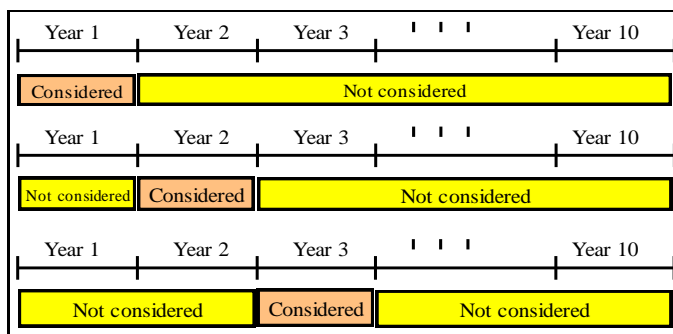 Year 1 Year 2 Year 3 Year 10
Considered Not considered
Year 1 Year 2 Year 3 Year 10
Not considered Considered Not considered
Year 1 Year 2 Year 3 Year 10
Not considered Considered Not considered